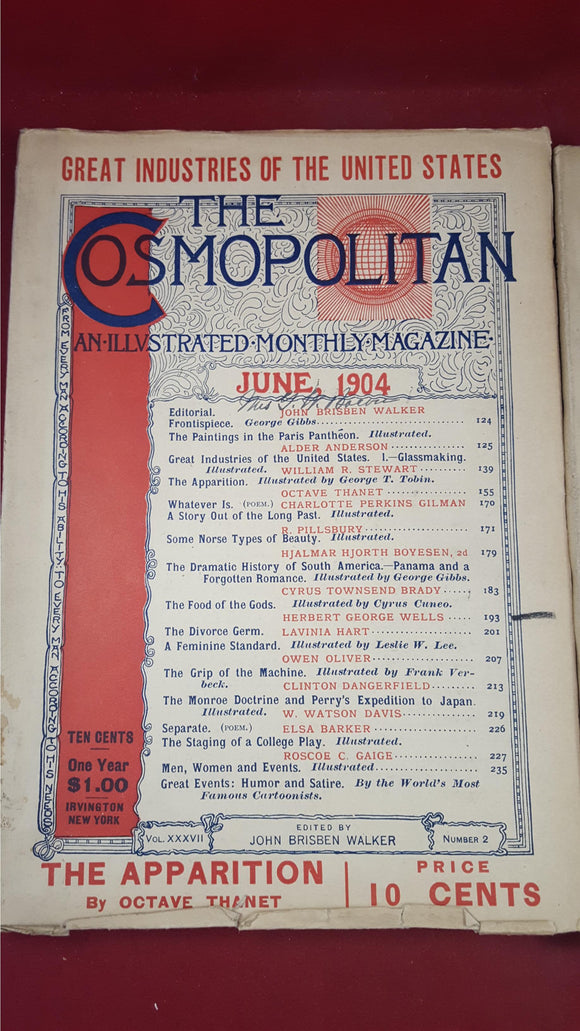 GREAT INDUSTRIES OF THE UNITED STATES
THE
COSMOPOLITAN
AN·ILLVSTRATED·MONTHLY·MAGAZINE·
JUNE, 1904
Editorial. JOHN BRISBEN WALKER
Frontispiece. George Gibbs 124
The Paintings in the Paris Panthéon. Illustrated.
ALDER ANDERSON 125
Great Industries of the United States. I.—Glassmaking.
Illustrated. WILLIAM R. STEWART 139
The Apparition. Illustrated by George T. Tobin.
OCTAVE THANET 155
Whatever Is. (POEM.) CHARLOTTE PERKINS GILMAN 170
A Story Out of the Long Past. Illustrated.
R. PILLSBURY 171
Some Norse Types of Beauty. Illustrated.
HJALMAR HJORTH BOYESEN, 2d 179
The Dramatic History of South America.—Panama and a
Forgotten Romance. Illustrated by George Gibbs.
CYRUS TOWNSEND BRADY 183
The Food of the Gods. Illustrated by Cyrus Cuneo.
HERBERT GEORGE WELLS 193
The Divorce Germ. LAVINIA HART 201
A Feminine Standard. Illustrated by Leslie W. Lee.
OWEN OLIVER 207
The Grip of the Machine. Illustrated by Frank Ver-
beck. CLINTON DANGERFIELD 213
The Monroe Doctrine and Perry's Expedition to Japan.
Illustrated. W. WATSON DAVIS 219
Separate. (POEM.) ELSA BARKER 226
The Staging of a College Play. Illustrated.
ROSCOE C. GAIGE 227
Men, Women and Events. Illustrated 235
Great Events: Humor and Satire. By the World's Most
Famous Cartoonists.
FROM EVERY MAN ACCORDING TO HIS ABILITY: TO EVERY MAN ACCORDING TO HIS NEEDS
TEN CENTS
One Year
$1.00
IRVINGTON
NEW YORK
VOL. XXXVII
EDITED BY
JOHN BRISBEN WALKER
NUMBER 2
THE APPARITION
By OCTAVE THANET
PRICE
10 CENTS